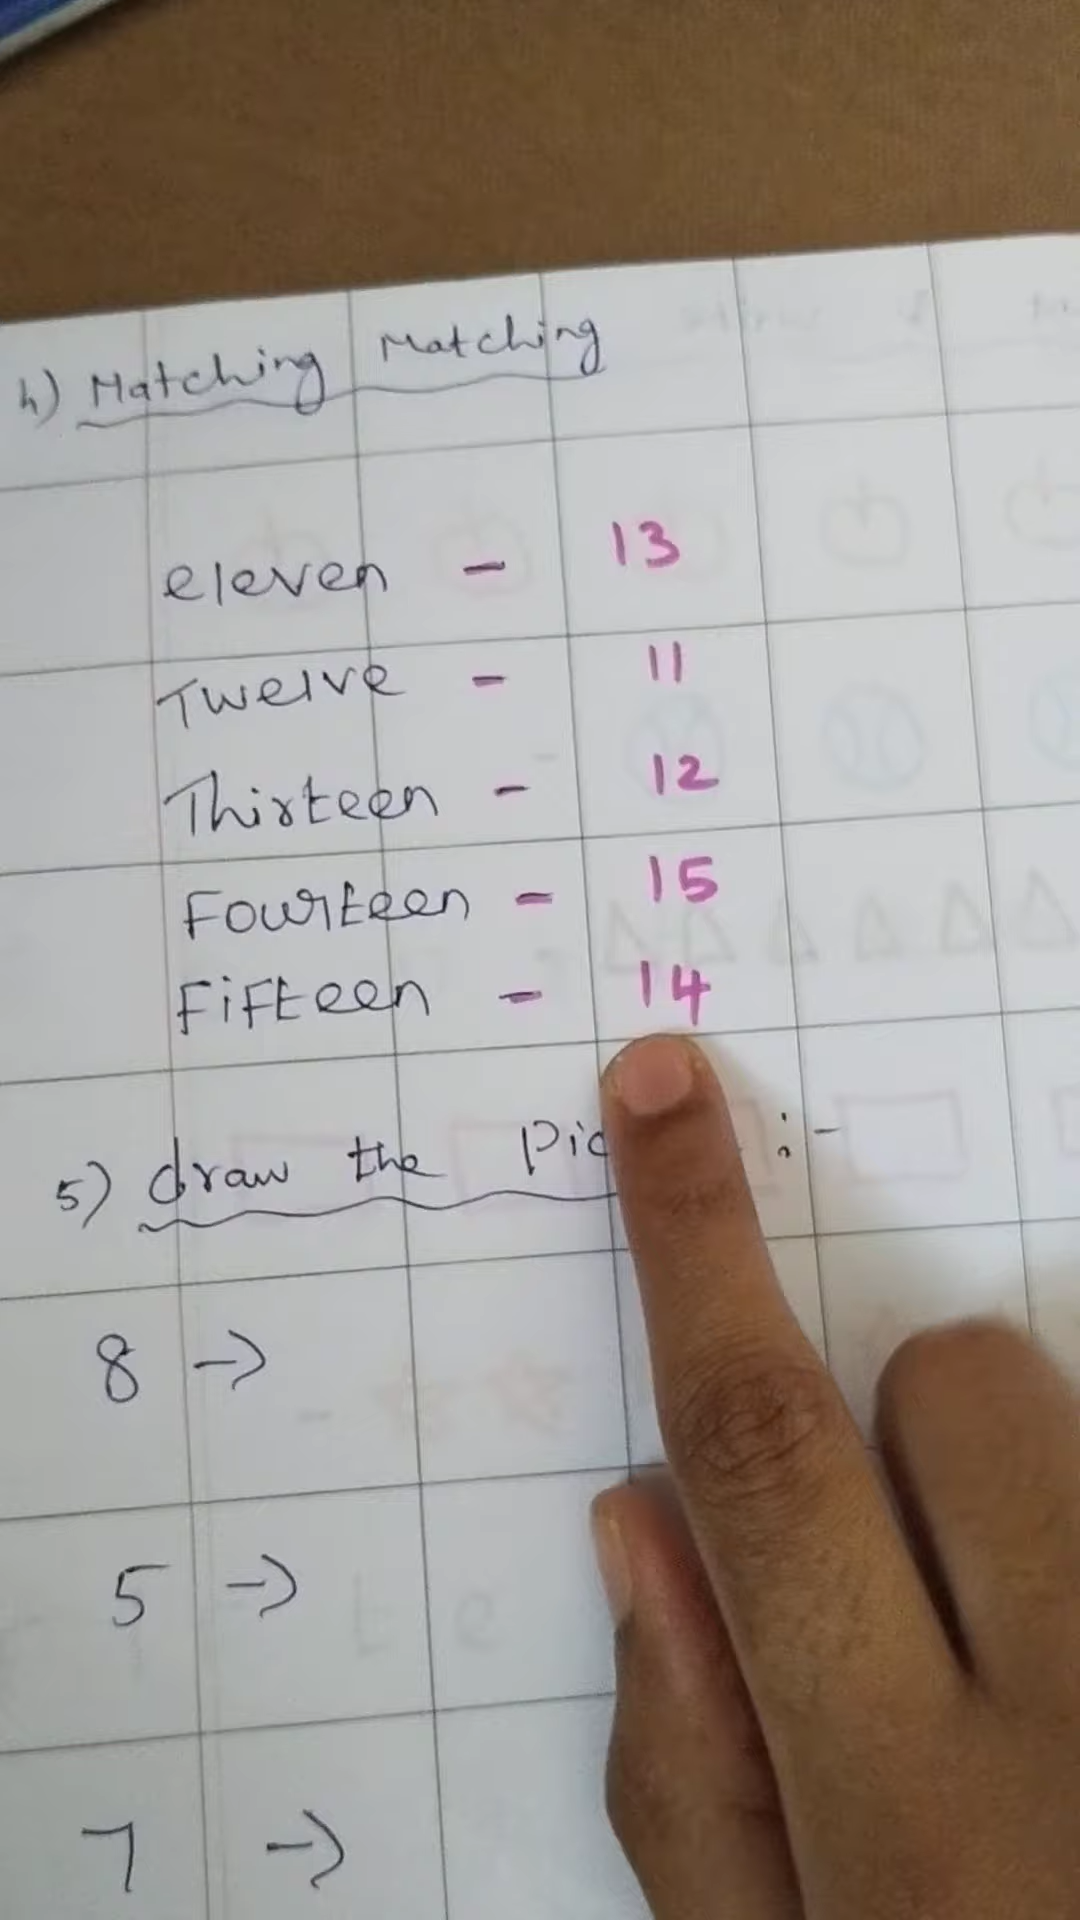 4) Matching Matching
eleven - 13
Twelve - 11
Thirteen - 12
Fourteen - 15
Fifteen - 14
5) draw the :-
8 →
5 →
7 →